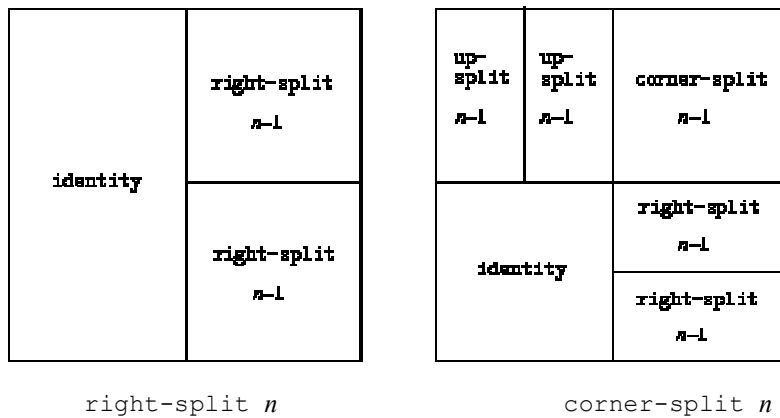 identity
right-split
n-1
right-split
n-1
right-split n
up-
split
n-1
up-
split
n-1
corner-split
n-1
identity
right-split
n-1
right-split
n-1
corner-split n